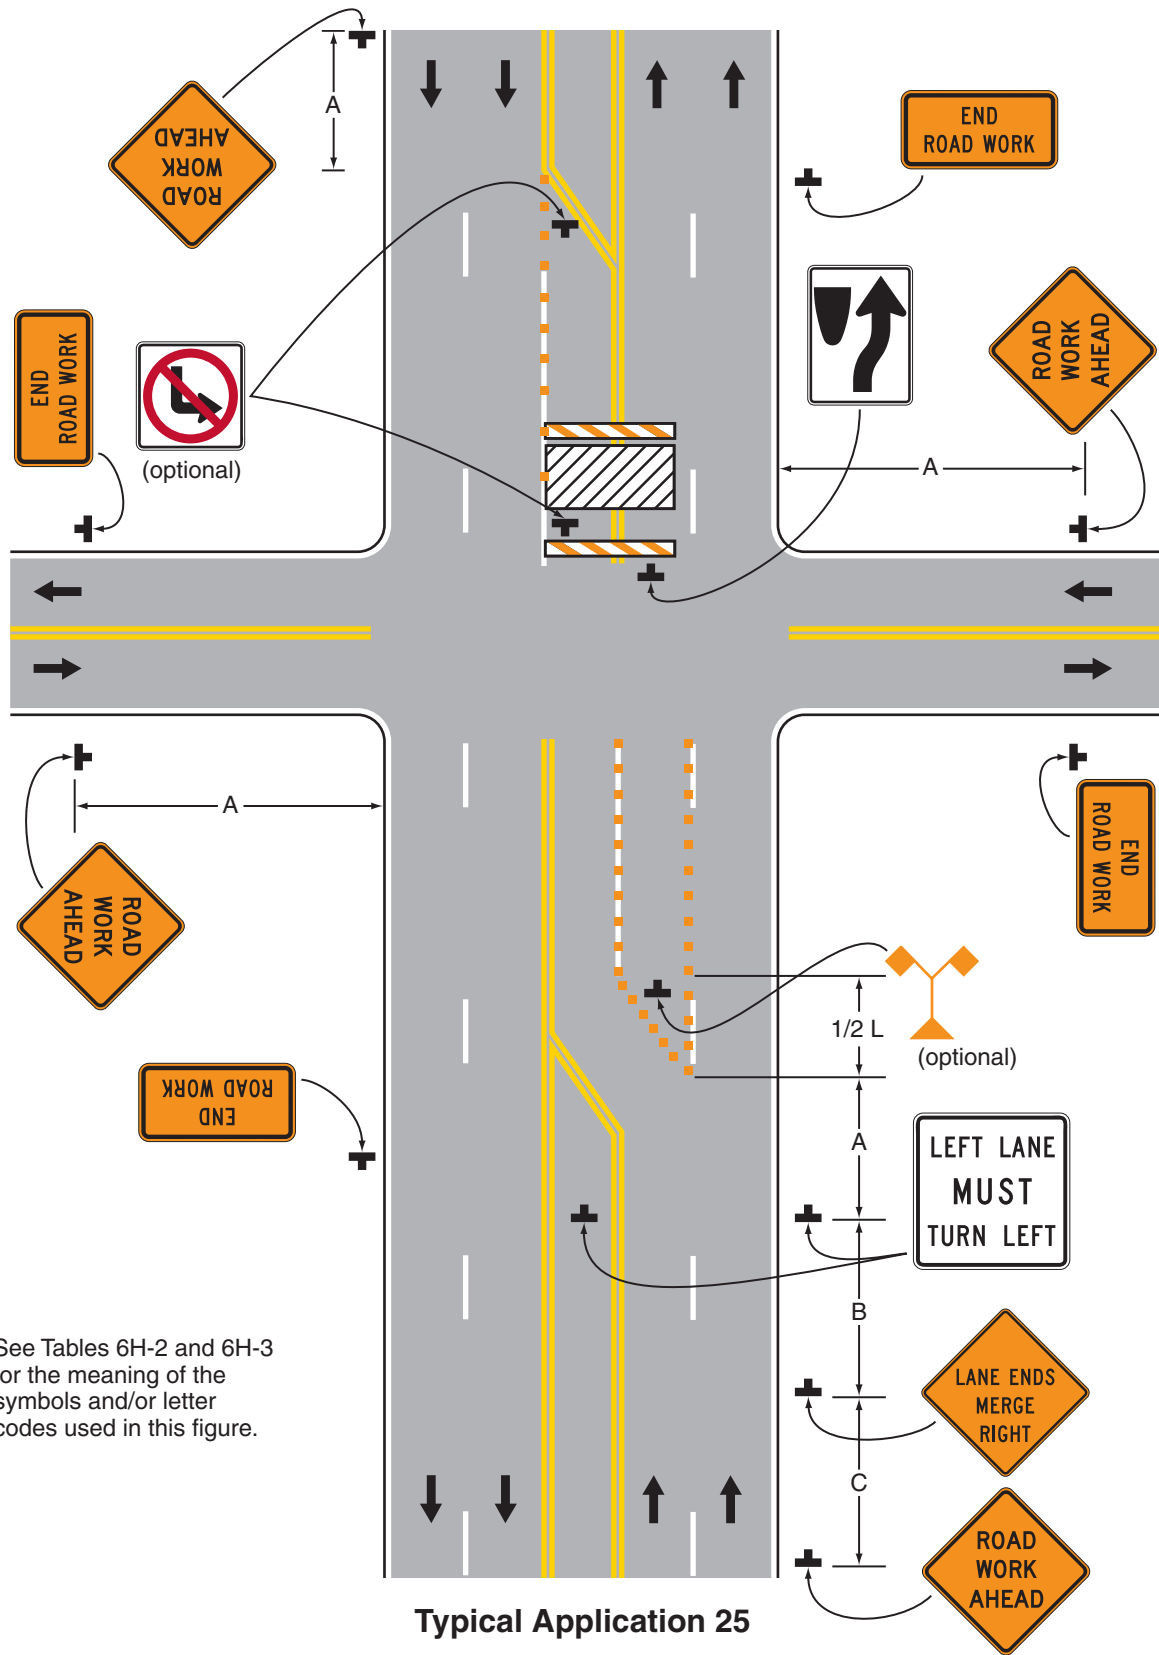 A
ROAD
WORK
AHEAD
END
ROAD WORK
END
ROAD WORK
(optional)
ROAD
WORK
AHEAD
A
A
ROAD
WORK
AHEAD
END
ROAD WORK
END
ROAD WORK
1/2 L
(optional)
A
LEFT LANE
MUST
TURN LEFT
B
LANE ENDS
MERGE
RIGHT
C
ROAD
WORK
AHEAD
See Tables 6H-2 and 6H-3
for the meaning of the
symbols and/or letter
codes used in this figure.
Typical Application 25